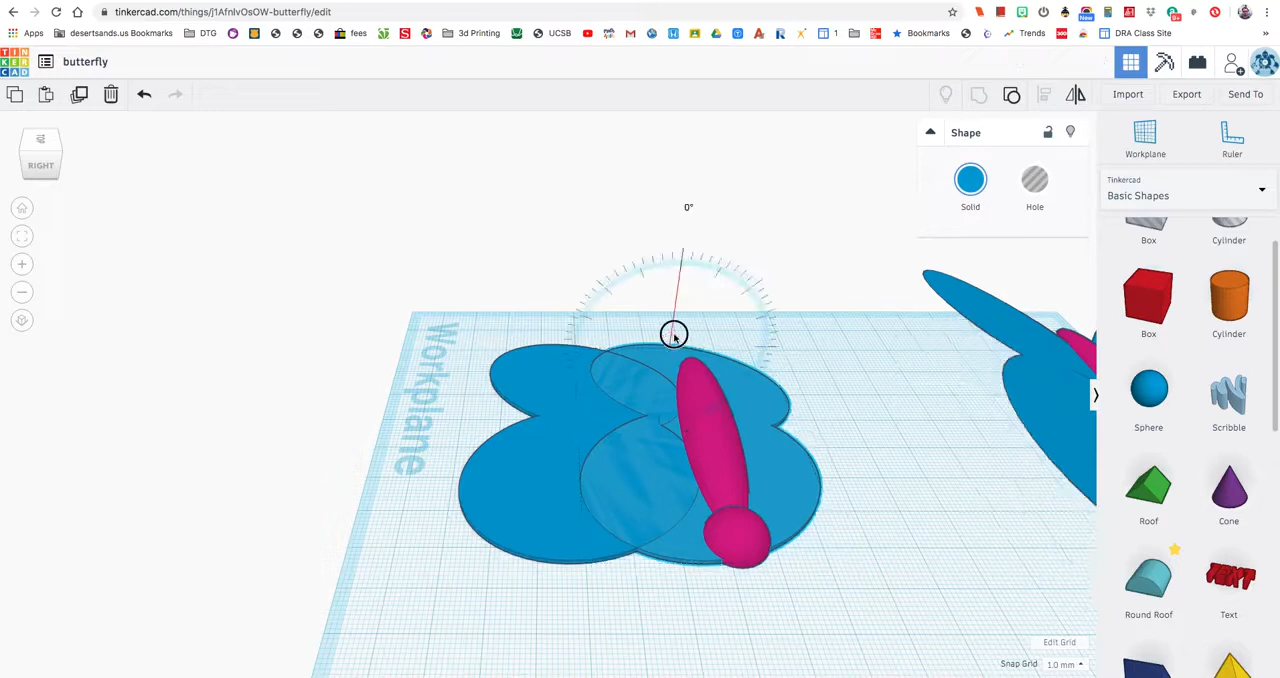 tinkercad.com/things/j1AfnlvOsOW-butterfly/edit
Apps
desertsands.us Bookmarks
DTG
fees
3d Printing
UCSB
1
Bookmarks
Trends
DRA Class Site
New
»
TIN
KER
CAD
butterfly
Import
Export
Send To
RIGHT
Shape
Solid
Hole
0°
Workplane
Workplane
Ruler
Tinkercad
Basic Shapes
Box
Cylinder
Box
Cylinder
Sphere
Scribble
Roof
Cone
Round Roof
TEXT
Text
Edit Grid
Snap Grid 1.0 mm